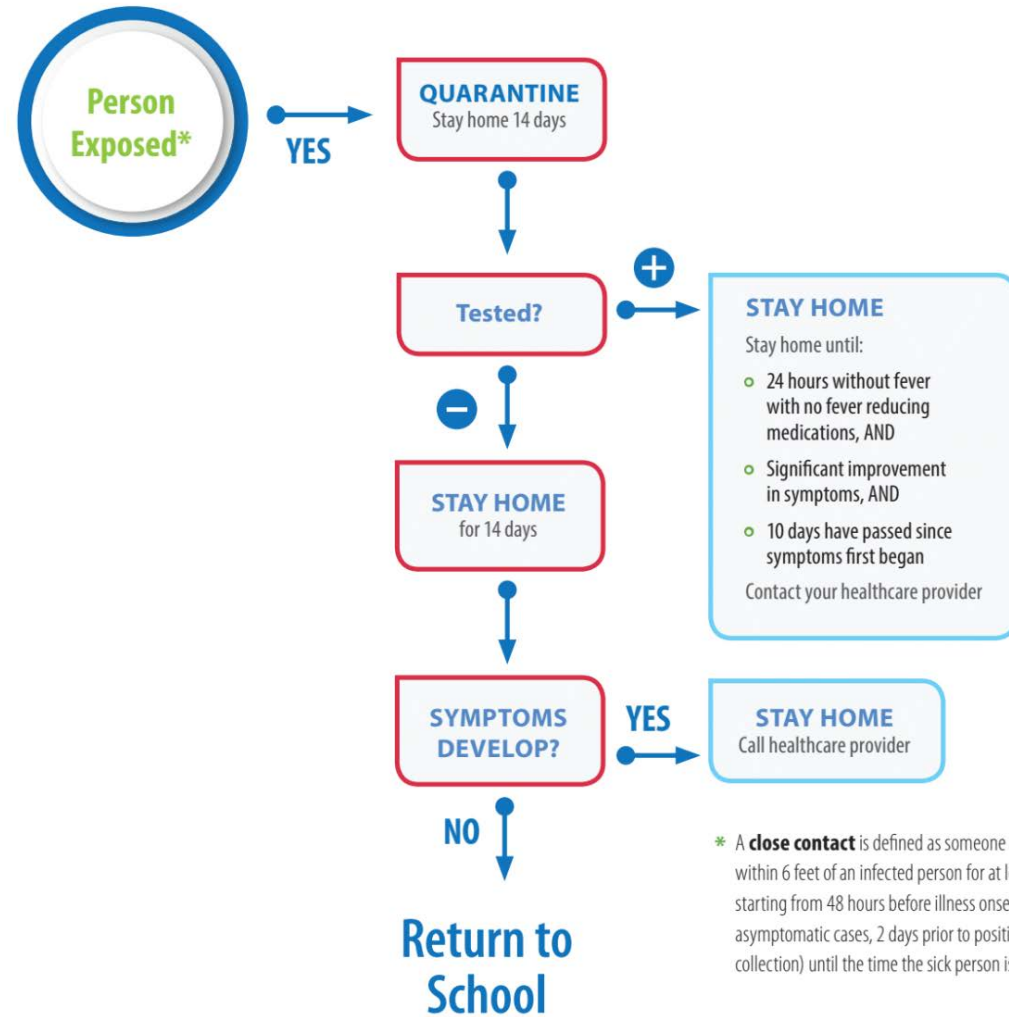 Person
Exposed*
YES
QUARANTINE
Stay home 14 days
Tested?
+
STAY HOME
Stay home until:
24 hours without fever
with no fever reducing
medications, AND
Significant improvement
in symptoms, AND
10 days have passed since
symptoms first began
Contact your healthcare provider
−
STAY HOME
for 14 days
SYMPTOMS
DEVELOP?
YES
STAY HOME
Call healthcare provider
NO
Return to
School
* A close contact is defined as someone
within 6 feet of an infected person for at
starting from 48 hours before illness
asymptomatic cases, 2 days prior to
collection) until the time the sick person